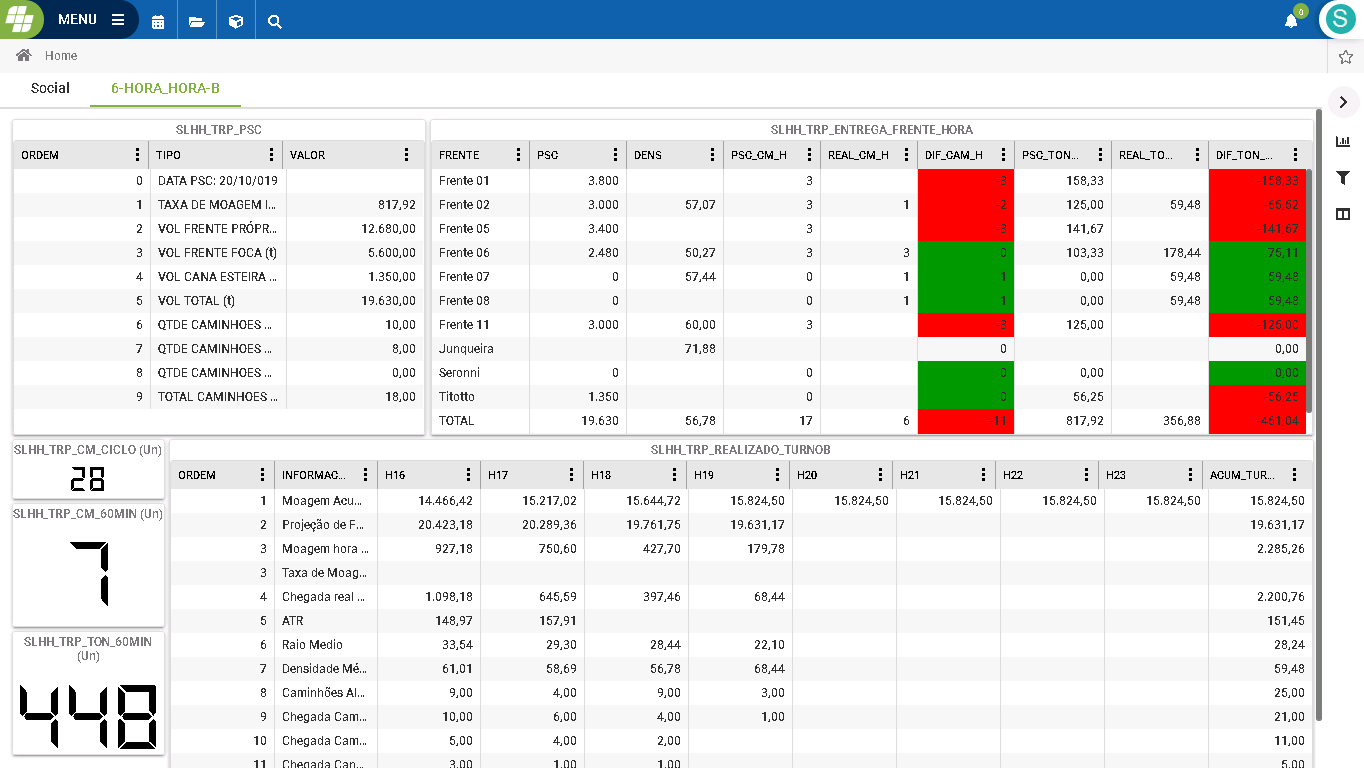 MENU
0
S
Home
Social 6-HORA_HORA-B
SLHH_TRP_PSC
ORDEM TIPO VALOR
0 DATA PSC: 20/10/019
1 TAXA DE MOAGEM I... 817,92
2 VOL FRENTE PRÓPR... 12.680,00
3 VOL FRENTE FOCA (t) 5.600,00
4 VOL CANA ESTEIRA ... 1.350,00
5 VOL TOTAL (t) 19.630,00
6 QTDE CAMINHOES ... 10,00
7 QTDE CAMINHOES ... 8,00
8 QTDE CAMINHOES ... 0,00
9 TOTAL CAMINHOES ... 18,00
SLHH_TRP_ENTREGA_FRENTE_HORA
FRENTE PSC DENS PSC_CM_H REAL_CM_H DIF_CAM_H PSC_TON... REAL_TO... DIF_TON_...
Frente 01 3.800 3 -3 158,33 -158,33
Frente 02 3.000 57,07 3 1 -2 125,00 59,48 -65,52
Frente 05 3.400 3 -3 141,67 -141,67
Frente 06 2.480 50,27 3 3 0 103,33 178,44 75,11
Frente 07 0 57,44 0 1 1 0,00 59,48 59,48
Frente 08 0 0 1 1 0,00 59,48 59,48
Frente 11 3.000 60,00 3 -3 125,00 -125,00
Junqueira 71,88 0 0,00
Seronni 0 0 0 0,00 0,00
Titotto 1.350 0 0 56,25 -56,25
TOTAL 19.630 56,78 17 6 -11 817,92 356,88 -461,04
SLHH_TRP_CM_CICLO (Un)
28
SLHH_TRP_CM_60MIN (Un)
7
SLHH_TRP_TON_60MIN
(Un)
448
SLHH_TRP_REALIZADO_TURNOB
ORDEM INFORMAC... H16 H17 H18 H19 H20 H21 H22 H23 ACUM_TUR...
1 Moagem Acu... 14.466,42 15.217,02 15.644,72 15.824,50 15.824,50 15.824,50 15.824,50 15.824,50 15.824,50
2 Projeção de F... 20.423,18 20.289,36 19.761,75 19.631,17 19.631,17
3 Moagem hora ... 927,18 750,60 427,70 179,78 2.285,26
3 Taxa de Moag...
4 Chegada real ... 1.098,18 645,59 397,46 68,44 2.200,76
5 ATR 148,97 157,91 151,45
6 Raio Medio 33,54 29,30 28,44 22,10 28,24
7 Densidade Mé... 61,01 58,69 56,78 68,44 59,48
8 Caminhões Al... 9,00 4,00 9,00 3,00 25,00
9 Chegada Cam... 10,00 6,00 4,00 1,00 21,00
10 Chegada Cam... 5,00 4,00 2,00 11,00
11 Chegada Can... 3,00 1,00 1,00 5,00